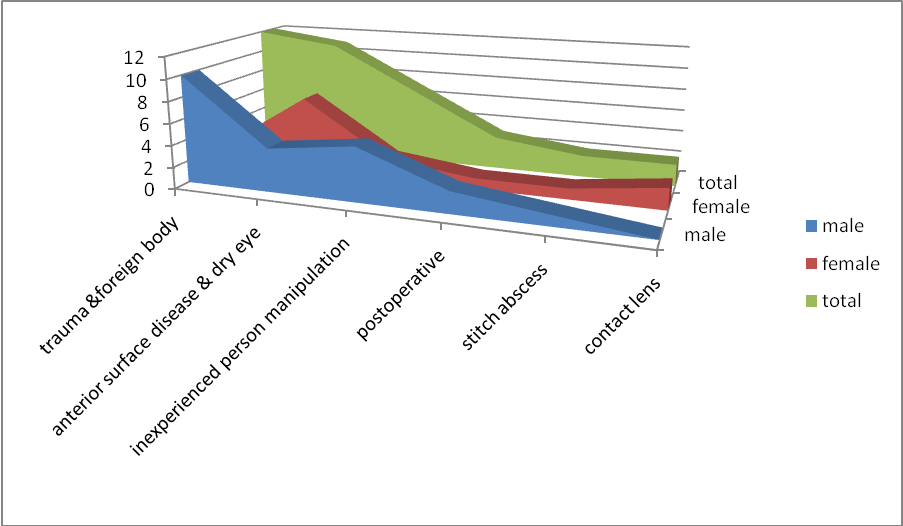 12
10
8
6
4
2
0
total
female
male
trauma &foreign body
anterior surface disease & dry eye
inexperienced person manipulation
postoperative
stitch abscess
contact lens
male
female
total